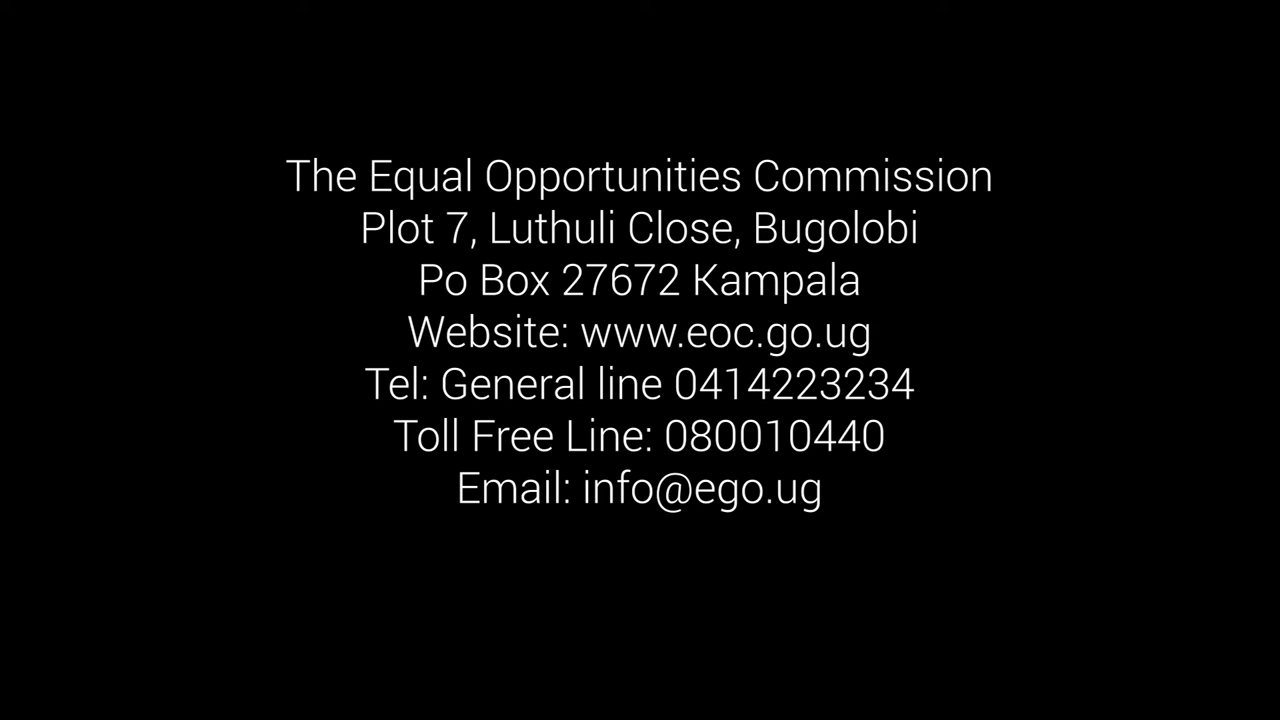 The Equal Opportunities Commission
Plot 7, Luthuli Close, Bugolobi
Po Box 27672 Kampala
Website: www.eoc.go.ug
Tel: General line 0414223234
Toll Free Line: 080010440
Email: info@ego.ug